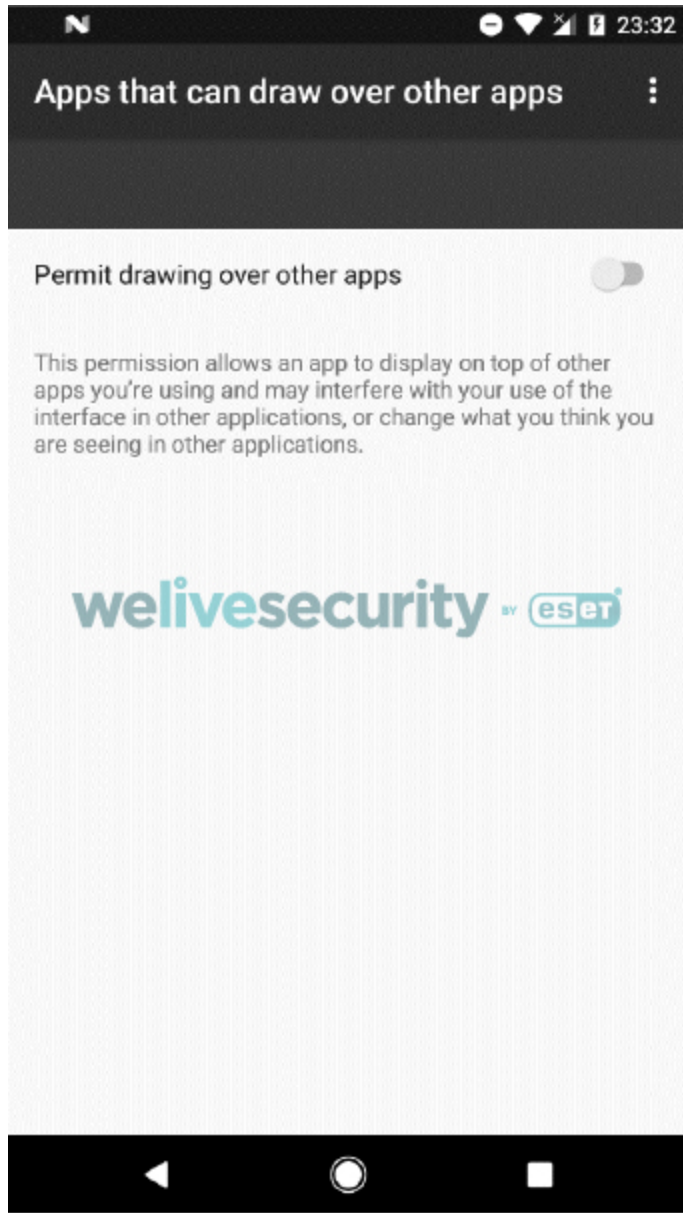 23:32
Apps that can draw over other apps
Permit drawing over other apps
This permission allows an app to display on top of other
apps you're using and may interfere with your use of the
interface in other applications, or change what you think you
are seeing in other applications.
welivesecurity BY eseT